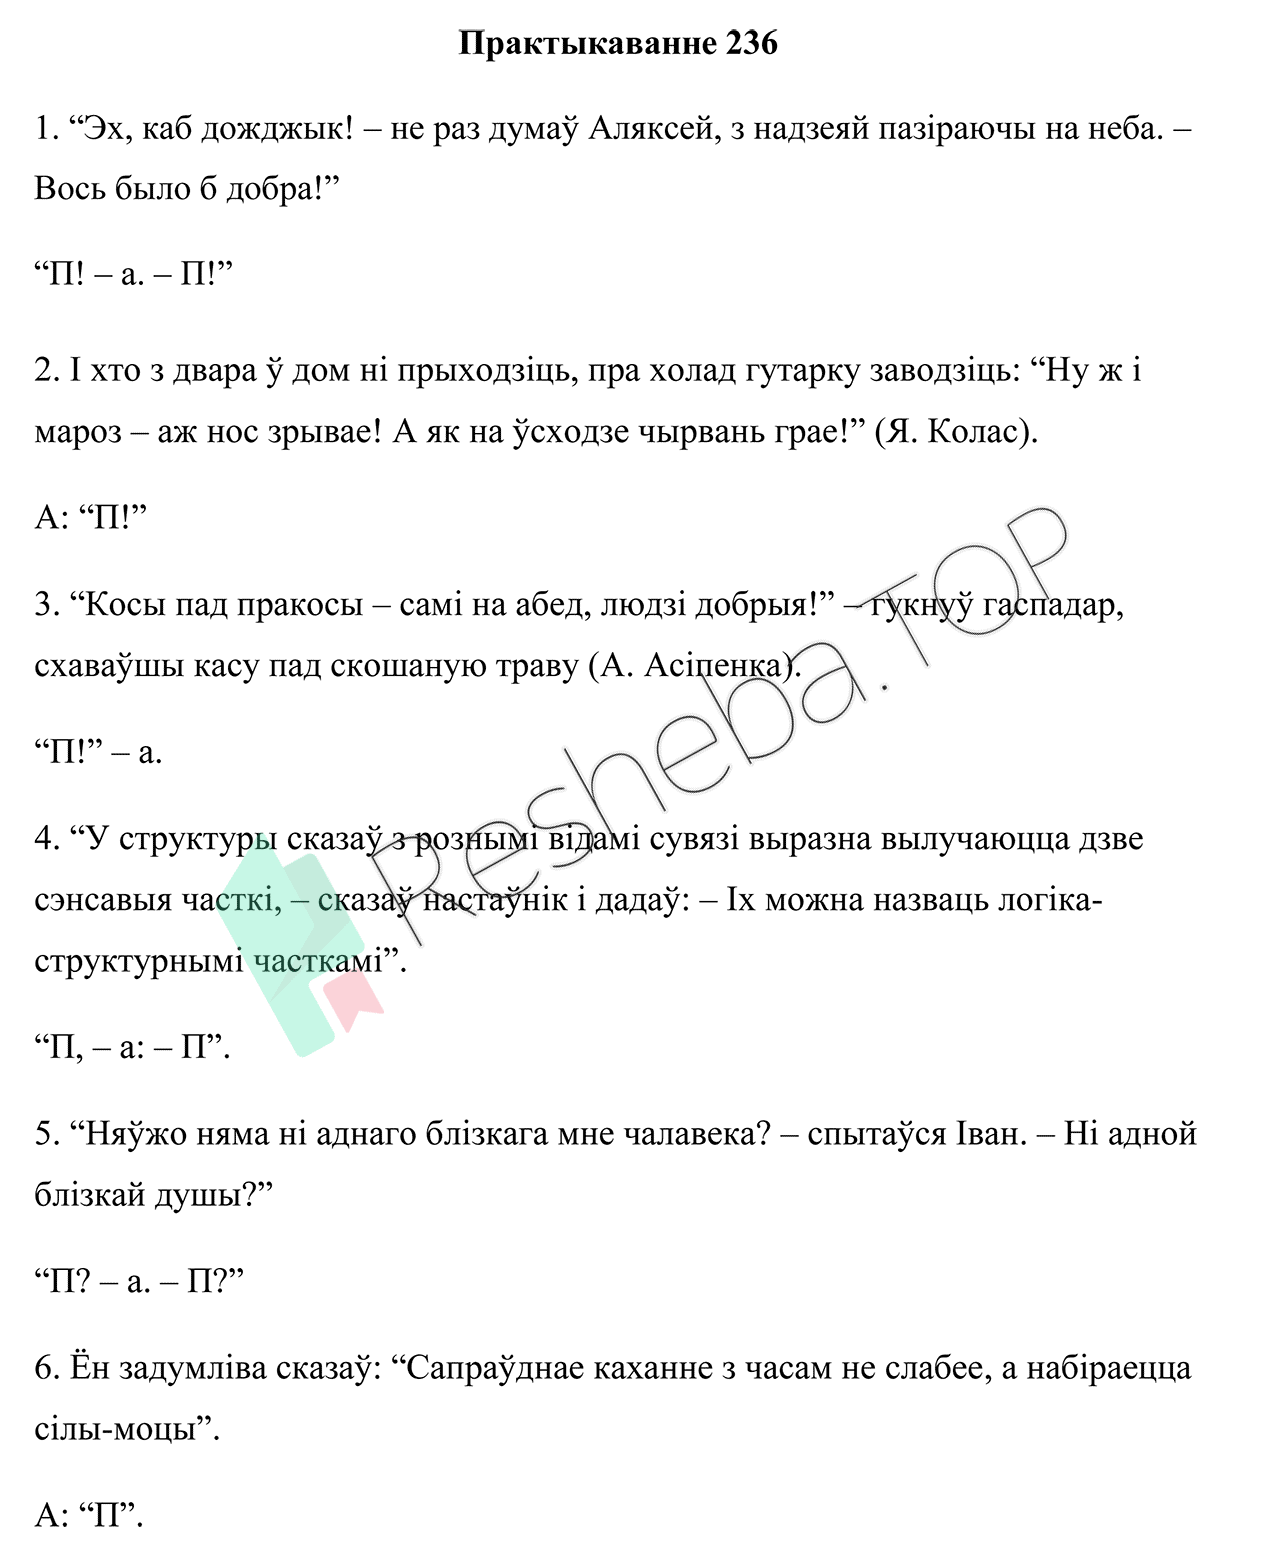 Практыкаванне 236
1. “Эх, каб дожджык! – не раз думаў Аляксей, з надзеяй пазіраючы на неба. –
Вось было б добра!”
“П! – а. – П!”
2. І хто з двара ў дом ні прыходзіць, пра холад гутарку заводзіць: “Ну ж і
мароз – аж нос зрывае! А як на ўсходзе чырвань грае!” (Я. Колас).
А: “П!”
3. “Косы пад пракосы – самі на абед, людзі добрыя!” – гукнуў гаспадар,
схаваўшы касу пад скошаную траву (А. Асіпенка).
“П!” – а.
4. “У структуры сказаў з рознымі відамі сувязі выразна вылучаюцца дзве
сэнсавыя часткі, – сказаў настаўнік і дадаў: – Іх можна назваць логіка-
структурнымі часткамі”.
“П, – а: – П”.
5. “Няўжо няма ні аднаго блізкага мне чалавека? – спытаўся Іван. – Ні адной
блізкай душы?”
“П? – а. – П?”
6. Ён задумліва сказаў: “Сапраўднае каханне з часам не слабее, а набіраецца
сілы-моцы”.
А: “П”.
Resheba.TOP